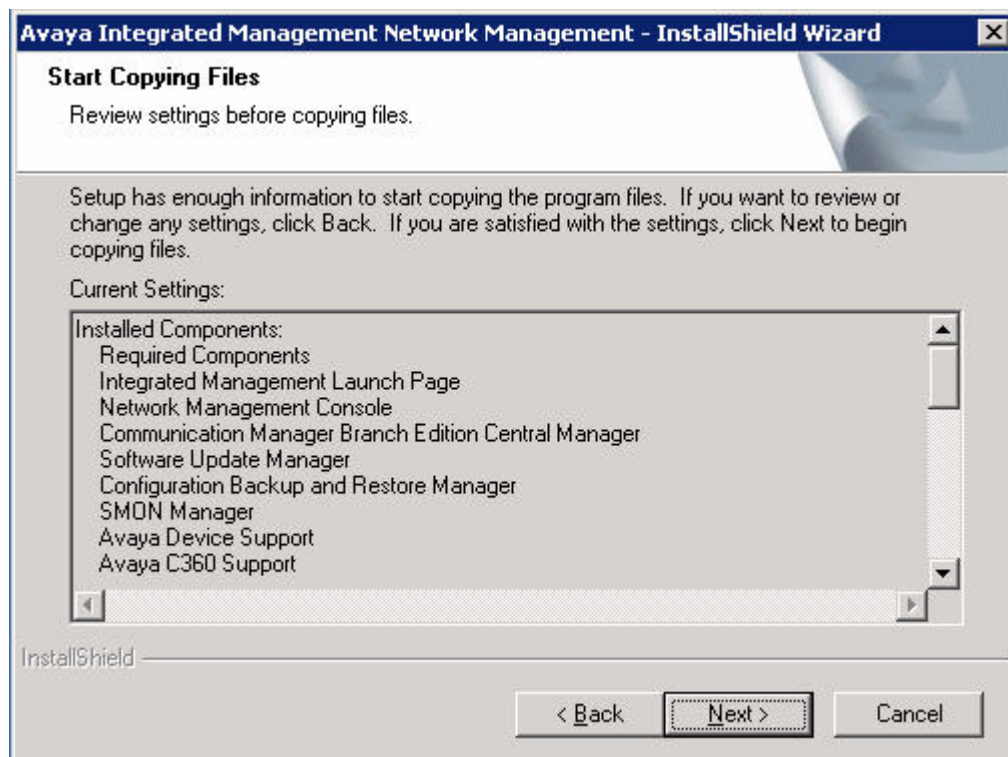 Avaya Integrated Management Network Management - InstallShield Wizard
Start Copying Files
Review settings before copying files.
Setup has enough information to start copying the program files. If you want to review or
change any settings, click Back. If you are satisfied with the settings, click Next to begin
copying files.
Current Settings:
Installed Components:
Required Components
Integrated Management Launch Page
Network Management Console
Communication Manager Branch Edition Central Manager
Software Update Manager
Configuration Backup and Restore Manager
SMON Manager
Avaya Device Support
Avaya C360 Support
InstallShield
< Back Next > Cancel